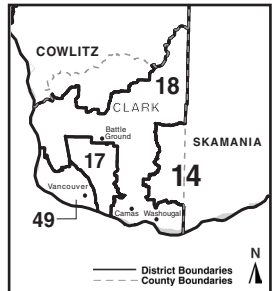 COWLITZ
18
CLARK
Battle
Ground
SKAMANIA
17
14
Vancouver
49
Camas
Washougal
N
District Boundaries
County Boundaries